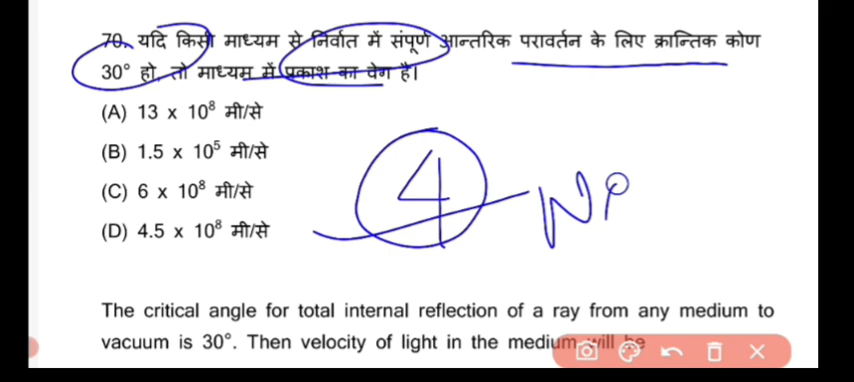 70. यदि किसी माध्यम से निर्वात में संपूर्ण आन्तरिक परावर्तन के लिए क्रान्तिक कोण
30° हो, तो माध्यम में प्रकाश का वेग है।
(A) 13 x 10⁸ मी/से
(B) 1.5 x 10⁵ मी/से
(C) 6 x 10⁸ मी/से
(D) 4.5 x 10⁸ मी/से
4
The critical angle for total internal reflection of a ray from any medium to
vacuum is 30°. Then velocity of light in the medium will be